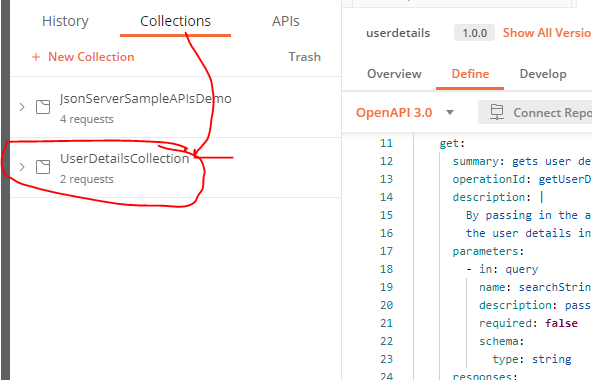 History
Collections
APIs
+ New Collection
Trash
JsonServerSampleAPIsDemo
4 requests
UserDetailsCollection
2 requests
userdetails
1.0.0
Show All Versio
Overview
Define
Develop
OpenAPI 3.0
Connect Repo
11 get:
12 summary: gets user de
13 operationId: getUserD
14 description: |
15 By passing in the a
16 the user details in
17 parameters:
18 - in: query
19 name: searchStrin
20 description: pass
21 required: false
22 schema:
23 type: string
24 responses: